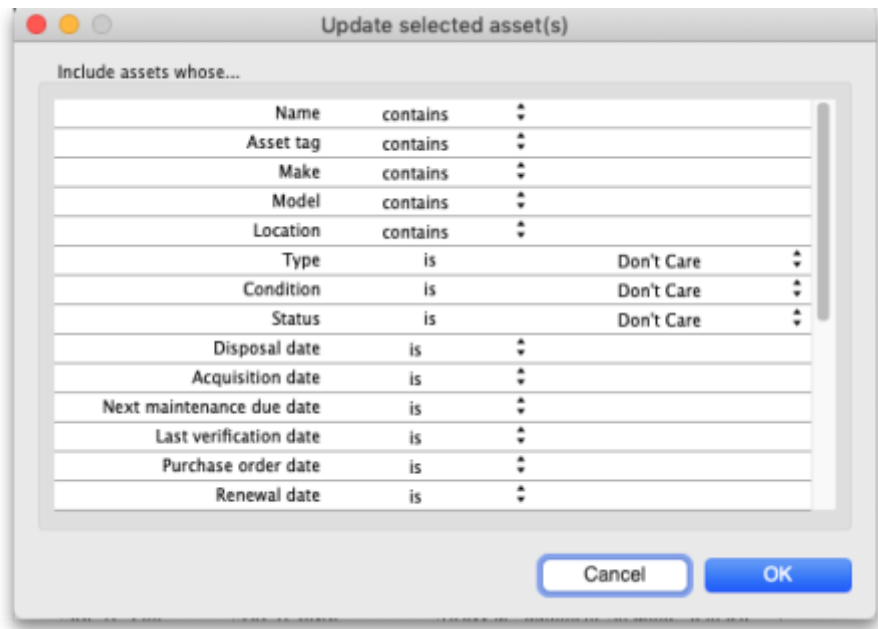 Update selected asset(s)
Include assets whose...
Name contains
Asset tag contains
Make contains
Model contains
Location contains
Type is Don't Care
Condition is Don't Care
Status is Don't Care
Disposal date is
Acquisition date is
Next maintenance due date is
Last verification date is
Purchase order date is
Renewal date is
Cancel OK